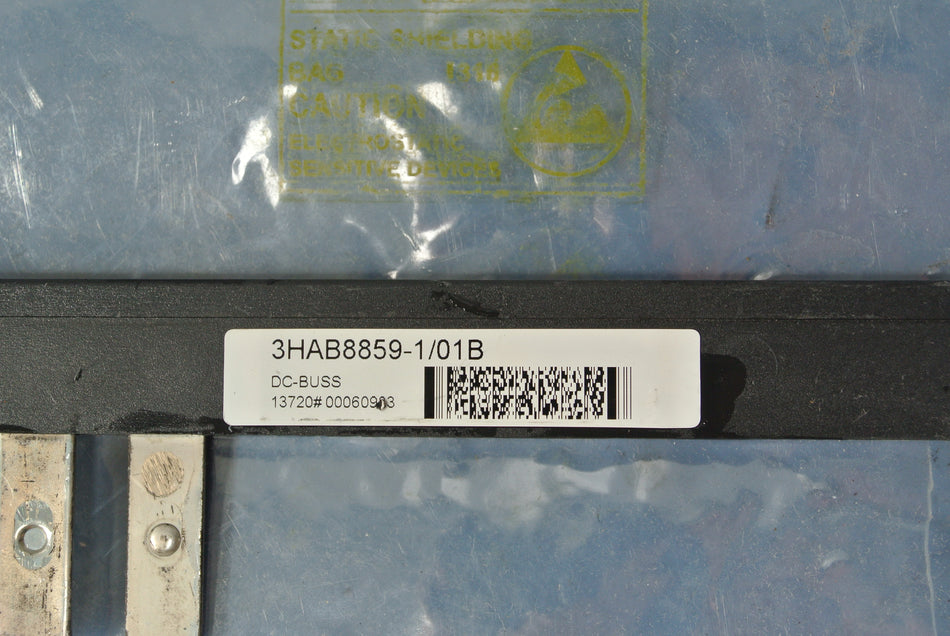 STATIC SHIELDING
BAG
CAUTION
ELECTROSTATIC
SENSITIVE DEVICES
3HAB8859-1/01B
DC-BUSS
13720#